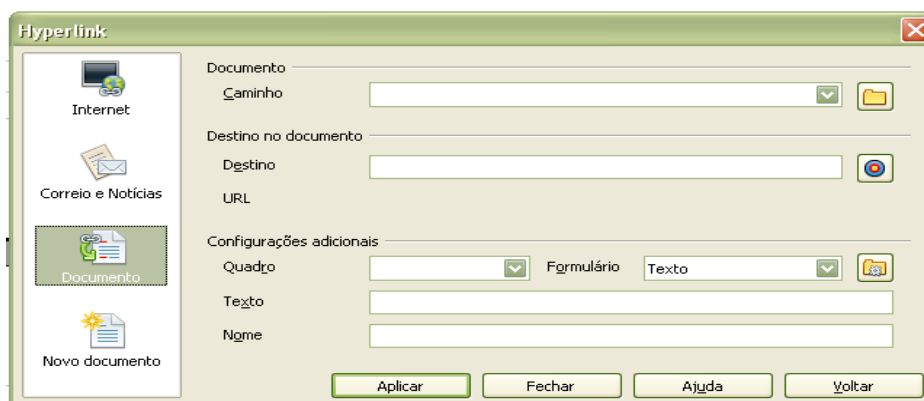 Hyperlink
Internet
Correio e Notícias
Documento
Novo documento
Documento
Caminho
Destino no documento
Destino
URL
Configurações adicionais
Quadro Formulário Texto
Texto
Nome
Aplicar Fechar Ajuda Voltar